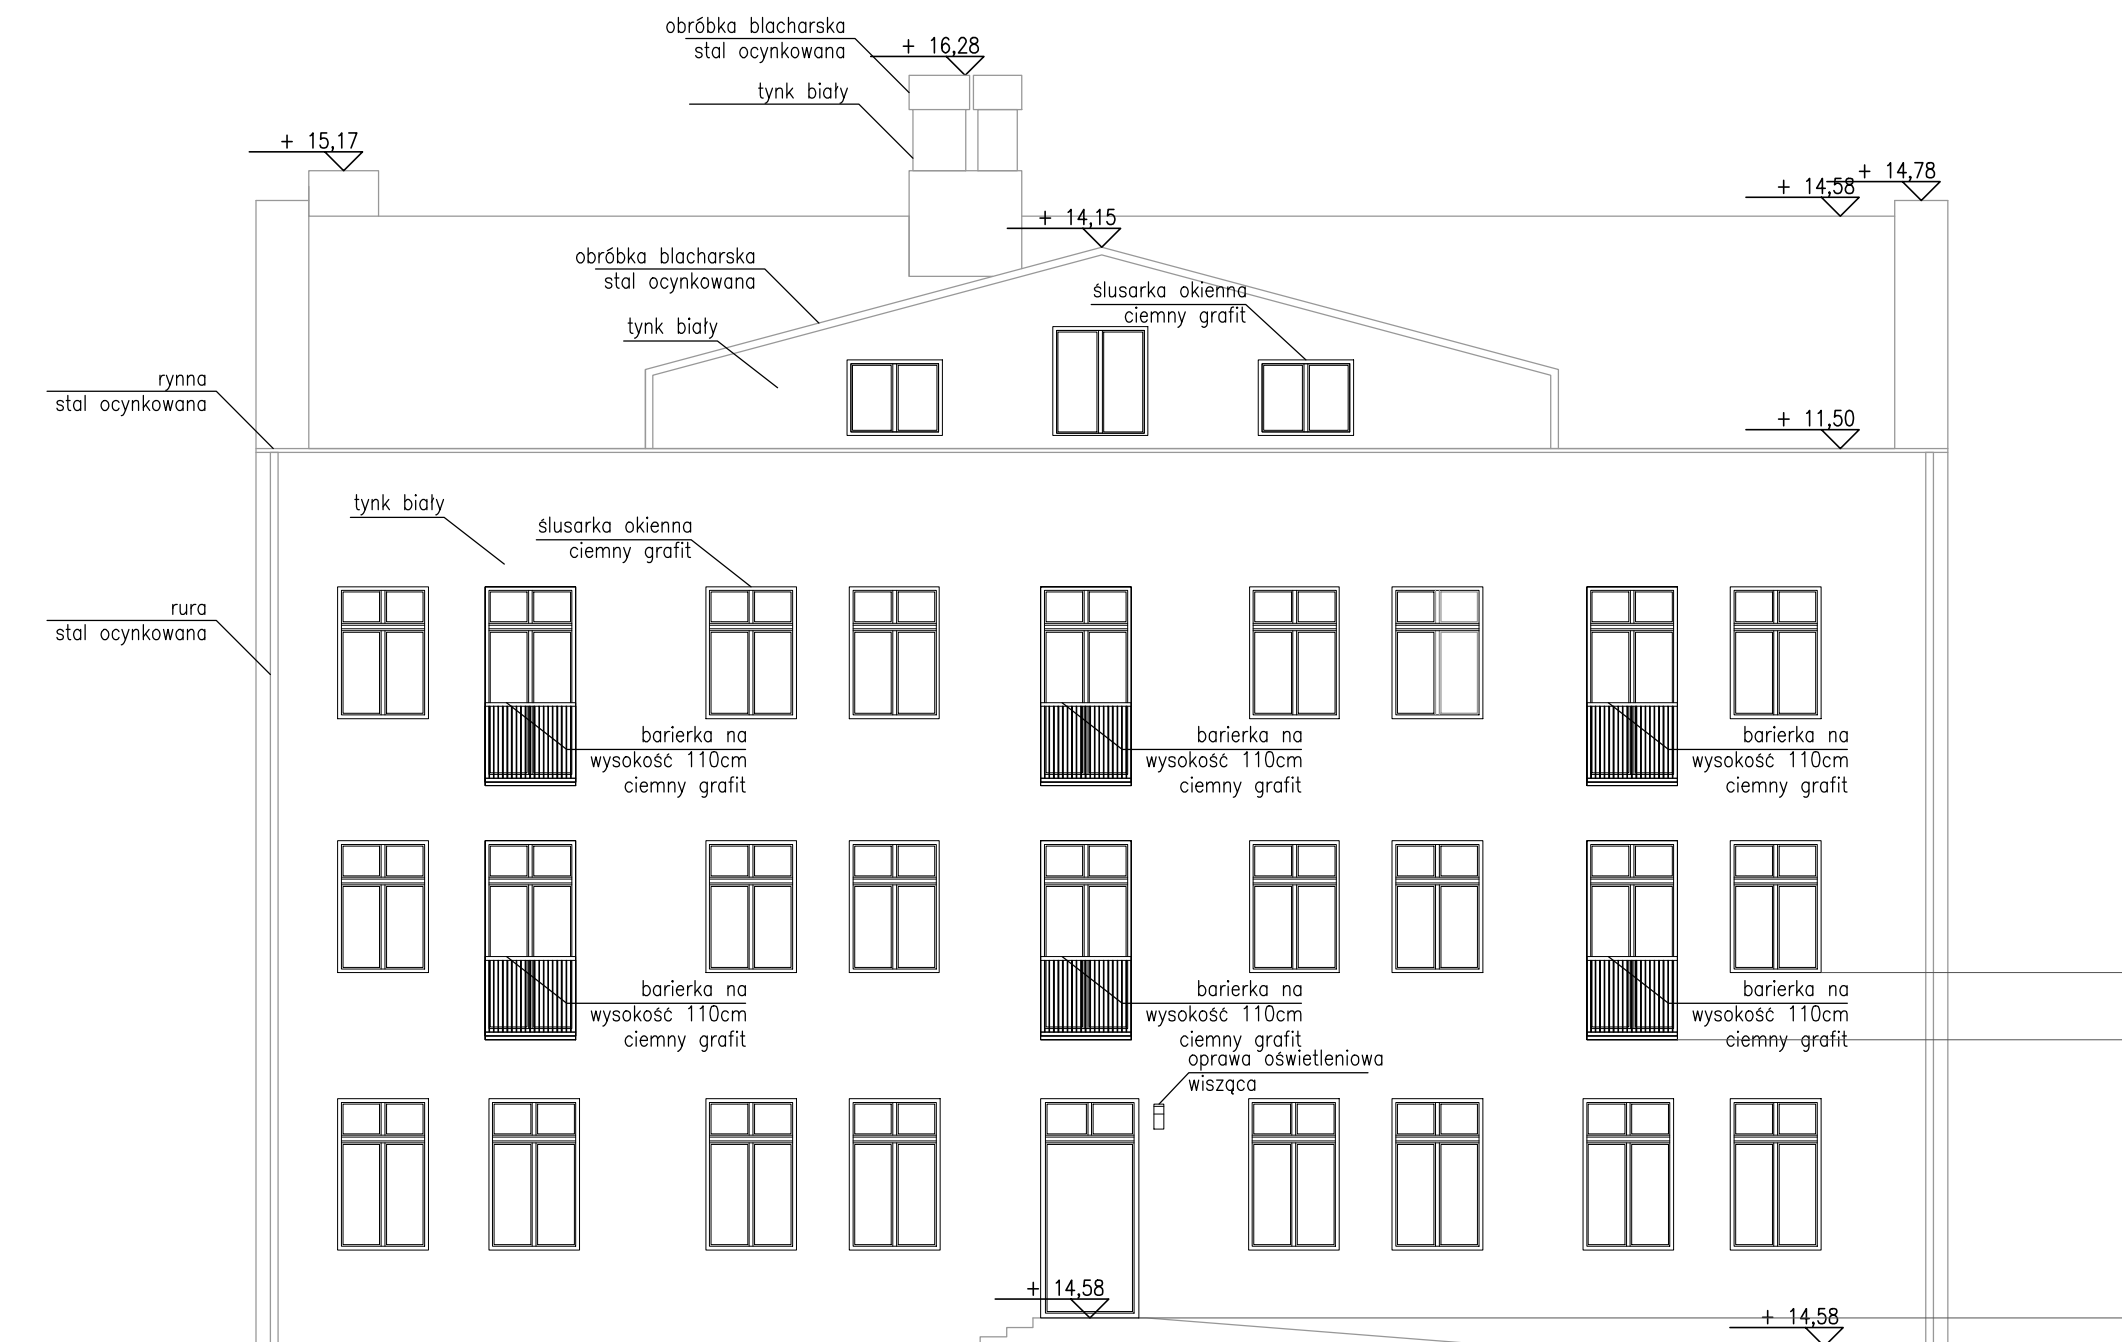 obróbka blacharska
stal ocynkowana
+ 16,28
tynk biały
+ 15,17
+ 14,78
+ 14,58
+ 14,15
obróbka blacharska
stal ocynkowana
ślusarka okienna
ciemny grafit
tynk biały
rynna
stal ocynkowana
+ 11,50
tynk biały
ślusarka okienna
ciemny grafit
rura
stal ocynkowana
barierka na
wysokość 110cm
ciemny grafit
barierka na
wysokość 110cm
ciemny grafit
barierka na
wysokość 110cm
ciemny grafit
barierka na
wysokość 110cm
ciemny grafit
barierka na
wysokość 110cm
ciemny grafit
barierka na
wysokość 110cm
ciemny grafit
oprawa oświetleniowa
wisząca
+ 14,58
+ 14,58